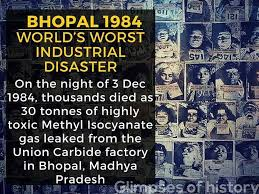 BHOPAL 1984
WORLD'S WORST
INDUSTRIAL
DISASTER
On the night of 3 Dec
1984, thousands died as
30 tonnes of highly
toxic Methyl Isocyanate
gas leaked from the
Union Carbide factory
in Bhopal, Madhya
Pradesh
Glimpses of history